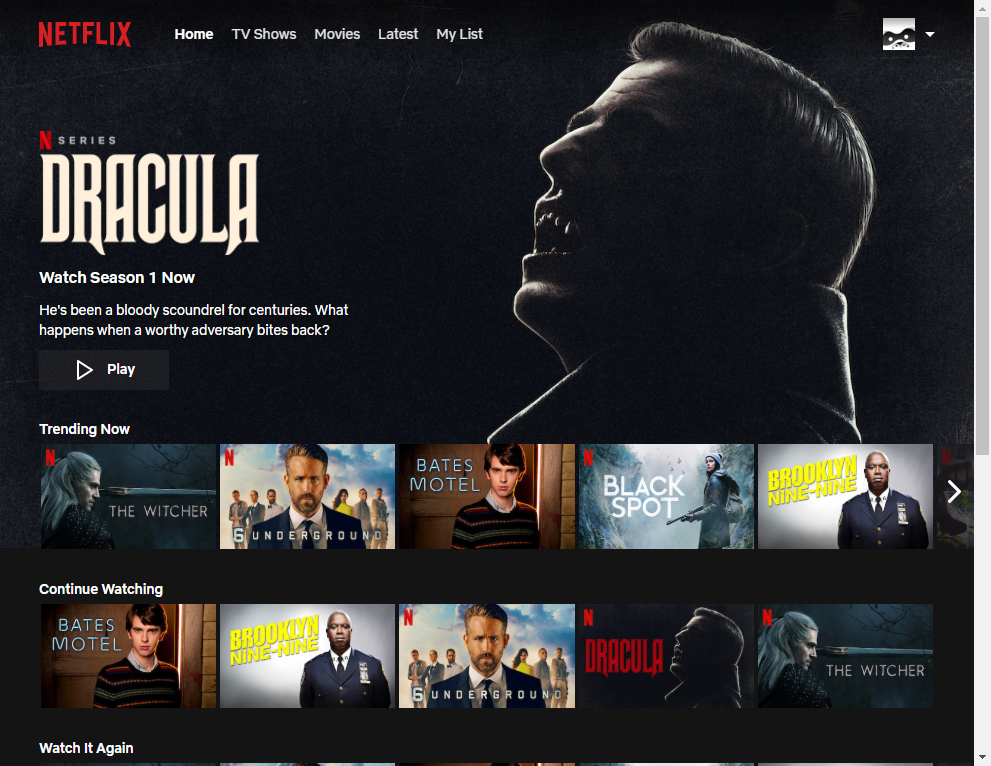 NETFLIX Home TV Shows Movies Latest My List
N SERIES
DRACULA
Watch Season 1 Now
He's been a bloody scoundrel for centuries. What
happens when a worthy adversary bites back?
Play
Trending Now
N THE WITCHER
N 6 UNDERGROUND
BATES
MOTEL
N BLACK
SPOT
BROOKLYN
NINE-NINE
N
Continue Watching
BATES
MOTEL
BROOKLYN
NINE-NINE
N 6 UNDERGROUND
N DRACULA
N THE WITCHER
Watch It Again